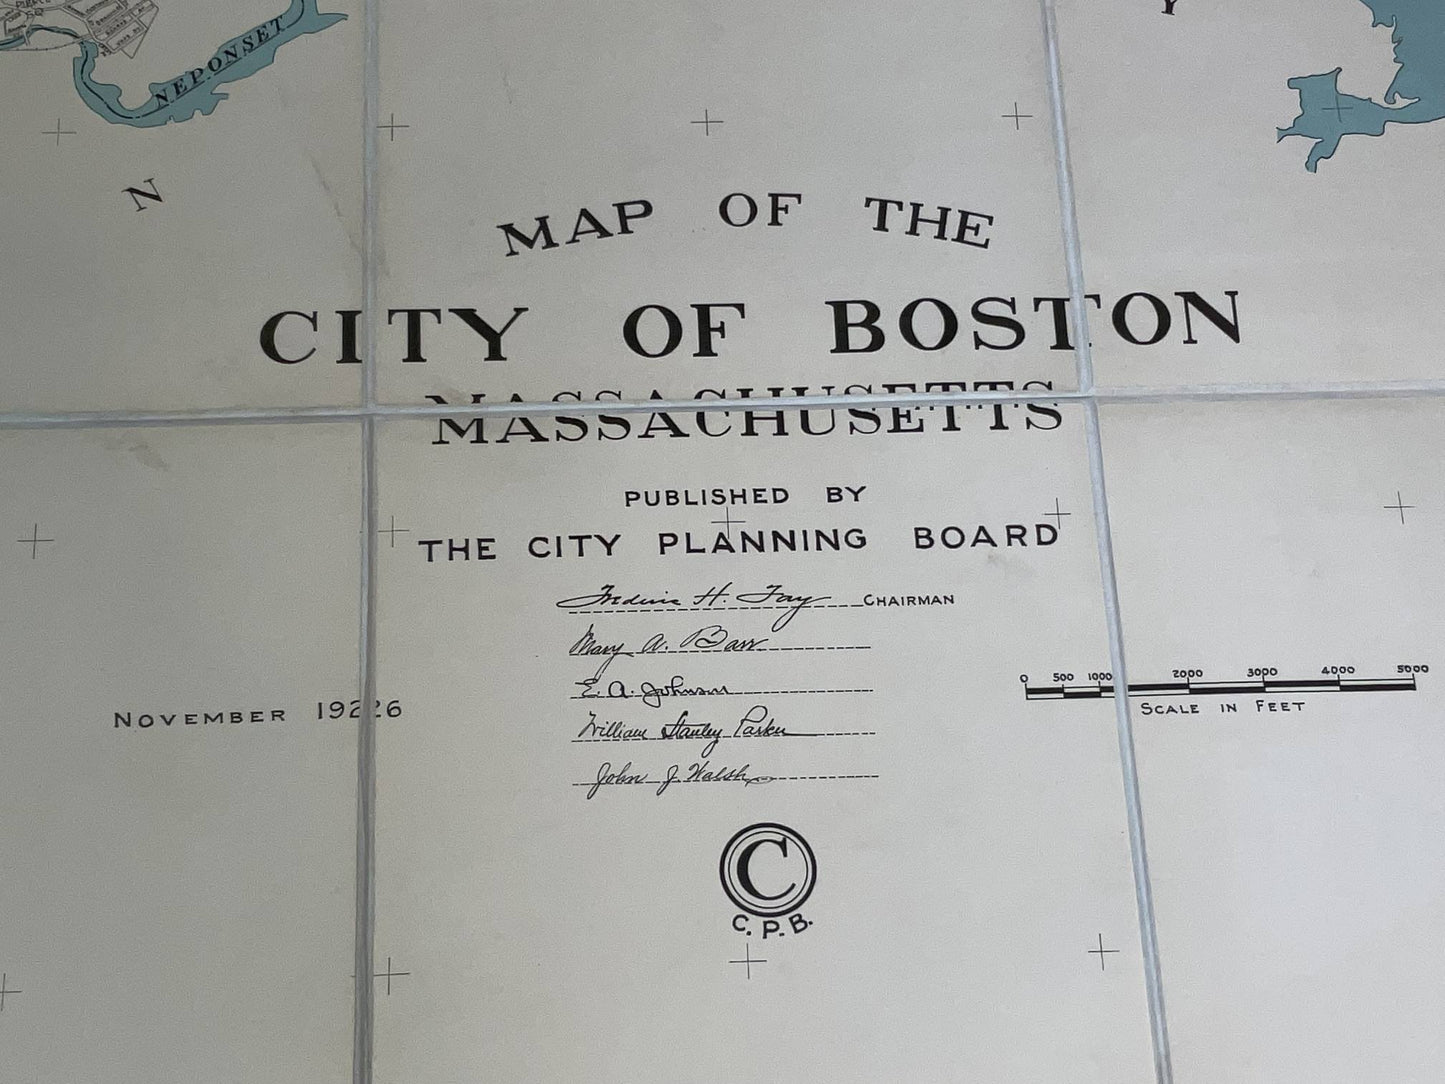 NEPONSET
Y
N
MAP OF THE
CITY OF BOSTON
MASSACHUSETTS
PUBLISHED BY
THE CITY PLANNING BOARD
Frederic H. Fay CHAIRMAN
Mary A. Barr
E. A. Johnson
William Stanley Parker
John J. Walsh
NOVEMBER 1926
0 500 1000 2000 3000 4000 5000
SCALE IN FEET
C
C. P. B.